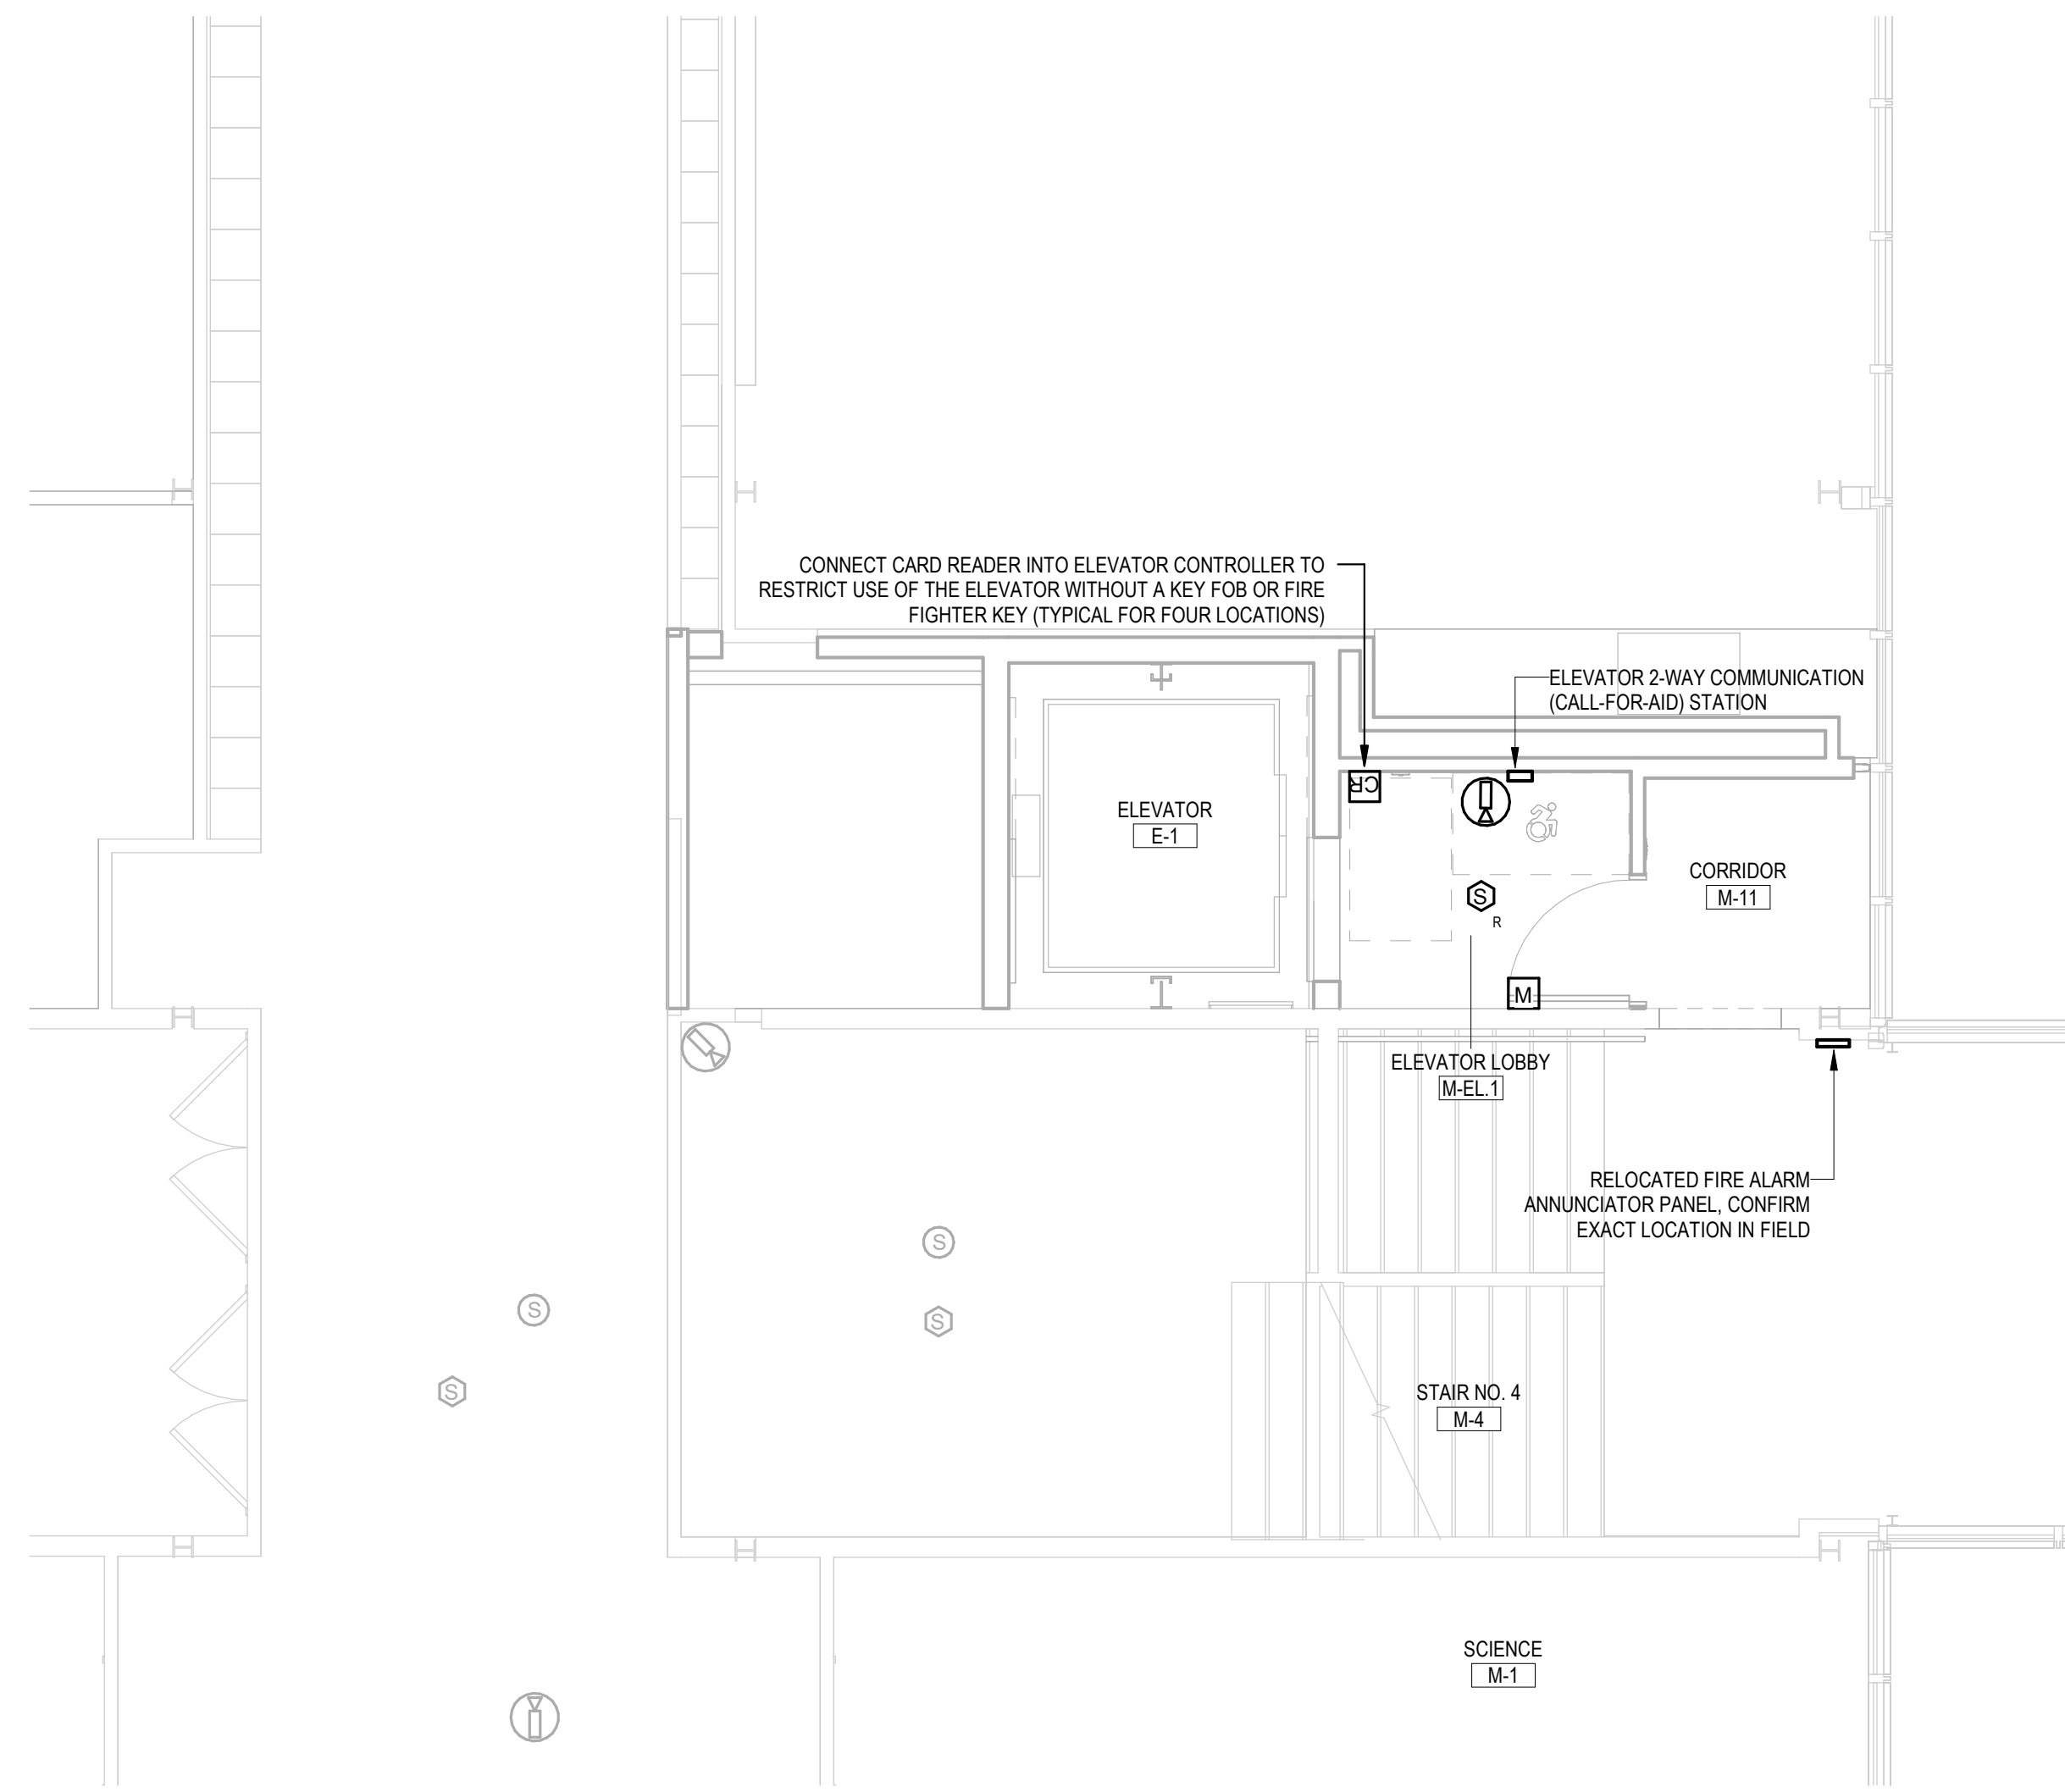 CONNECT CARD READER INTO ELEVATOR CONTROLLER TO
RESTRICT USE OF THE ELEVATOR WITHOUT A KEY FOB OR FIRE
FIGHTER KEY (TYPICAL FOR FOUR LOCATIONS)
ELEVATOR 2-WAY COMMUNICATION
(CALL-FOR-AID) STATION
CR
ELEVATOR
E-1
CORRIDOR
M-11
S
R
M
ELEVATOR LOBBY
M-EL.1
RELOCATED FIRE ALARM
ANNUNCIATOR PANEL, CONFIRM
EXACT LOCATION IN FIELD
S
S
S
S
STAIR NO. 4
M-4
SCIENCE
M-1